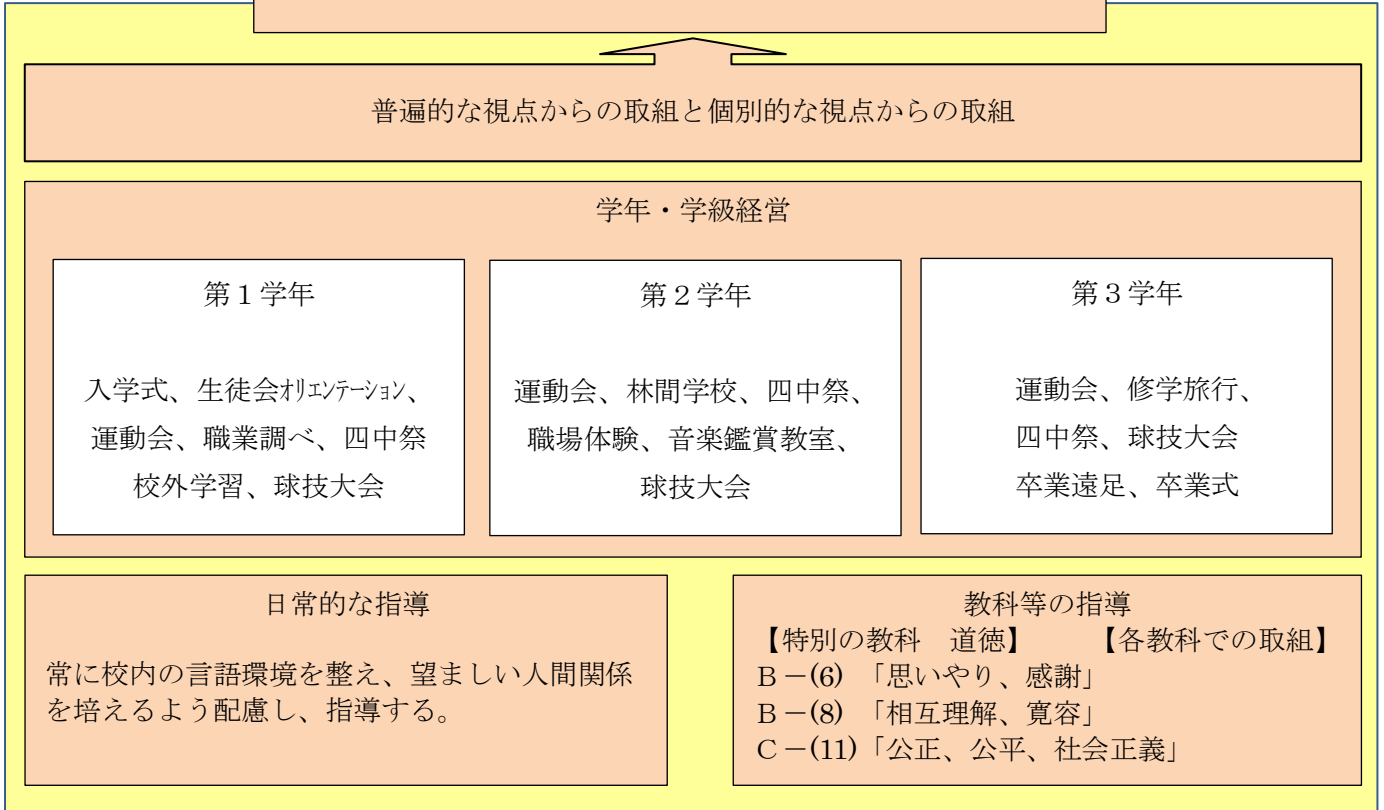 普遍的な視点からの取組と個別的な視点からの取組
学年・学級経営
第１学年
入学式、生徒会ｵﾘｴﾝﾃｰｼｮﾝ、
運動会、職業調べ、四中祭
校外学習、球技大会
第２学年
運動会、林間学校、四中祭、
職場体験、音楽鑑賞教室、
球技大会
第３学年
運動会、修学旅行、
四中祭、球技大会
卒業遠足、卒業式
日常的な指導
常に校内の言語環境を整え、望ましい人間関係
を培えるよう配慮し、指導する。
教科等の指導
【特別の教科　道徳】　　【各教科での取組】
Ｂ－(6) 「思いやり、感謝」
Ｂ－(8) 「相互理解、寛容」
Ｃ－(11)「公正、公平、社会正義」